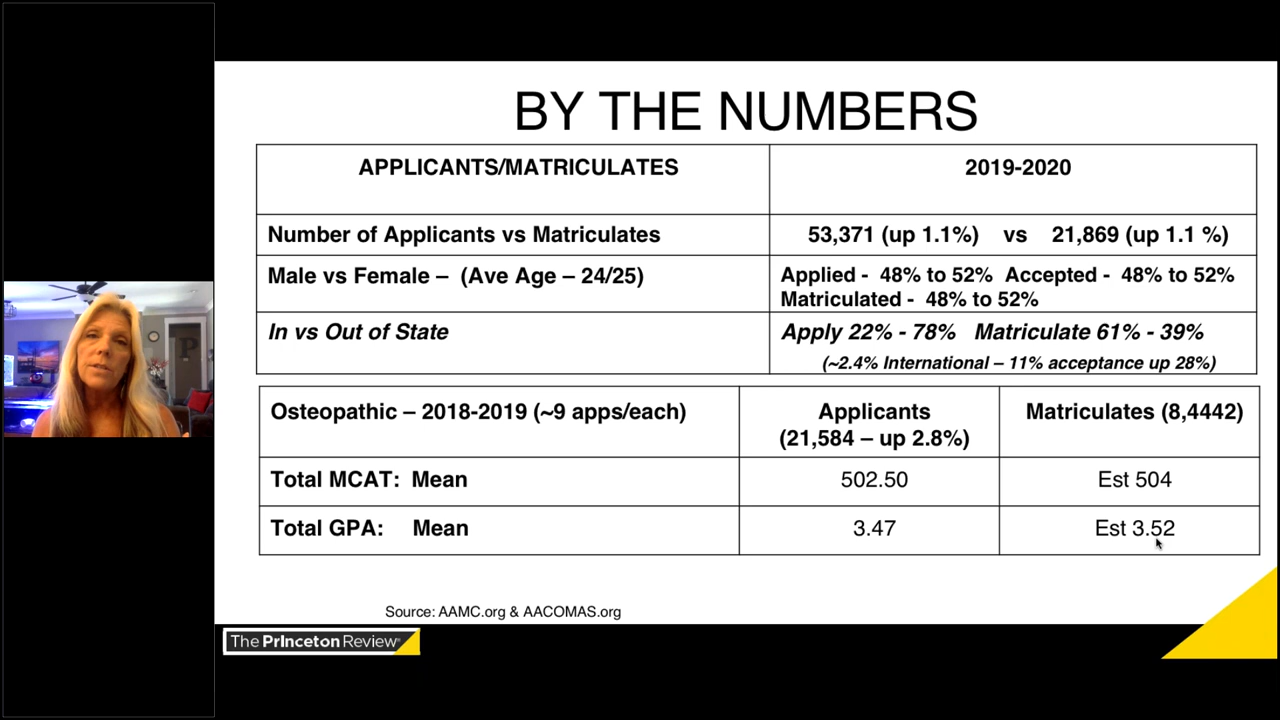 BY THE NUMBERS
APPLICANTS/MATRICULATES 2019-2020
Number of Applicants vs Matriculates 53,371 (up 1.1%) vs 21,869 (up 1.1 %)
Male vs Female – (Ave Age – 24/25) Applied - 48% to 52% Accepted - 48% to 52%
Matriculated - 48% to 52%
In vs Out of State Apply 22% - 78% Matriculate 61% - 39%
(~2.4% International – 11% acceptance up 28%)
Osteopathic – 2018-2019 (~9 apps/each) Applicants Matriculates (8,4442)
(21,584 – up 2.8%)
Total MCAT: Mean 502.50 Est 504
Total GPA: Mean 3.47 Est 3.52
Source: AAMC.org & AACOMAS.org
The Princeton Review
P